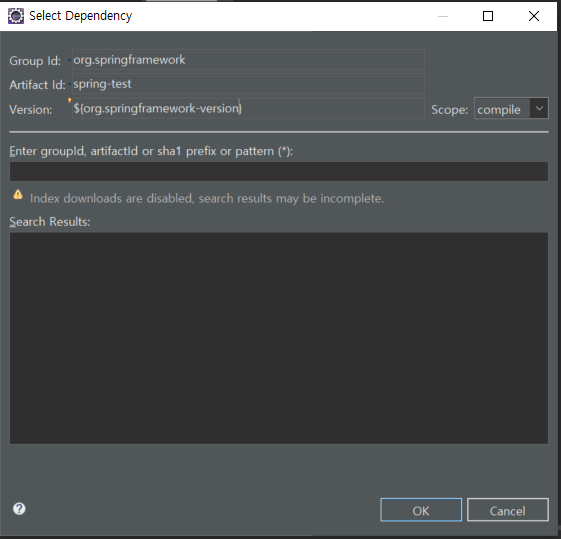 Select Dependency
Group Id: org.springframework
Artifact Id: spring-test
Version: ${org.springframework-version} Scope: compile
Enter groupId, artifactId or sha1 prefix or pattern (*):
Index downloads are disabled, search results may be incomplete.
Search Results:
? OK Cancel